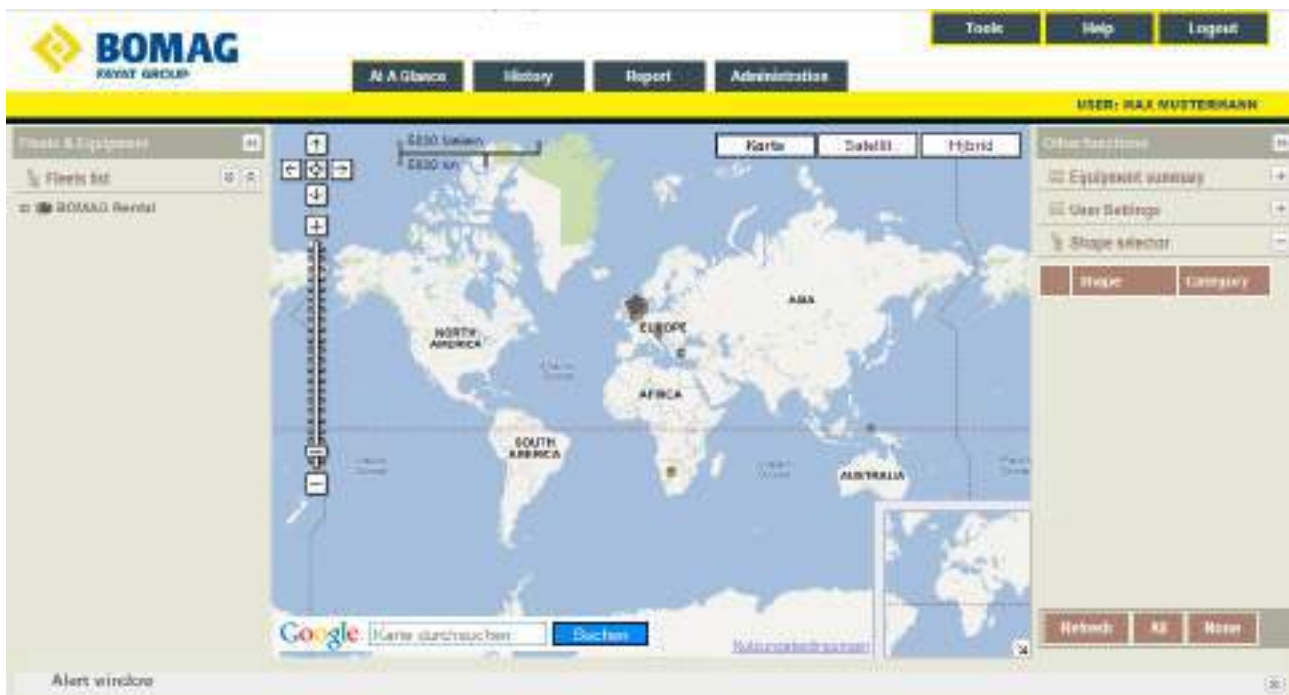 Tools Help Logout
BOMAG
FAYAT GROUP
At A Glance History Report Administration
USER: MAX MUSTERMANN
Fleets & Equipment
Fleets list
BOMAG Rental
Karte Satellit Hybrid
NORTH
AMERICA
EUROPE
ASIA
AFRICA
SOUTH
AMERICA
AUSTRALIA
Google Karte durchsuchen Suchen
Nutzungsbedingungen
Other functions
Equipment summary
User Settings
Shape selector
Shape Category
Refresh All None
Alert window